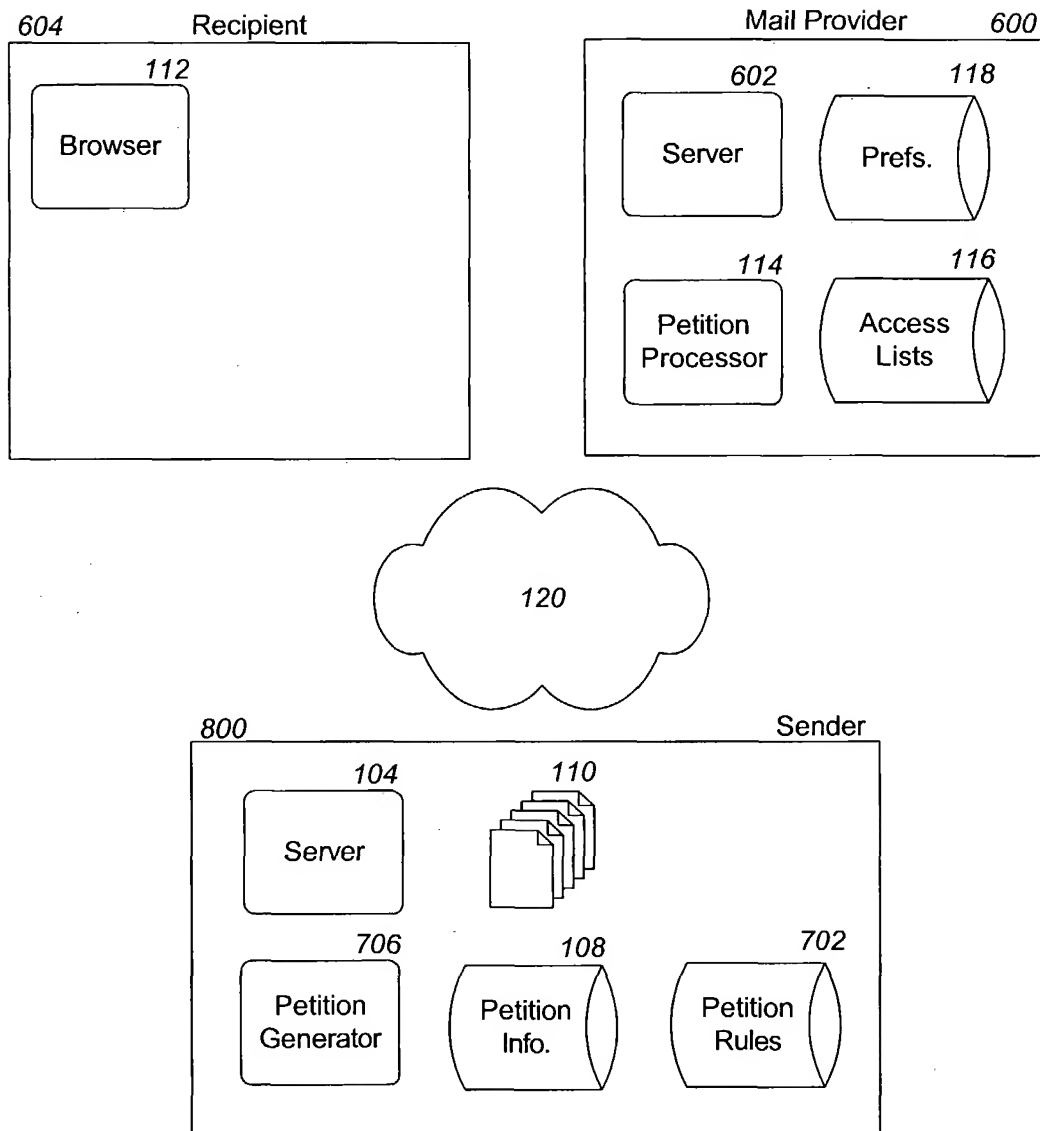 604 Recipient
112
Browser
Mail Provider 600
602
Server
118
Prefs.
114
Petition
Processor
116
Access
Lists
120
800 Sender
104
Server
110
706
Petition
Generator
108
Petition
Info.
702
Petition
Rules